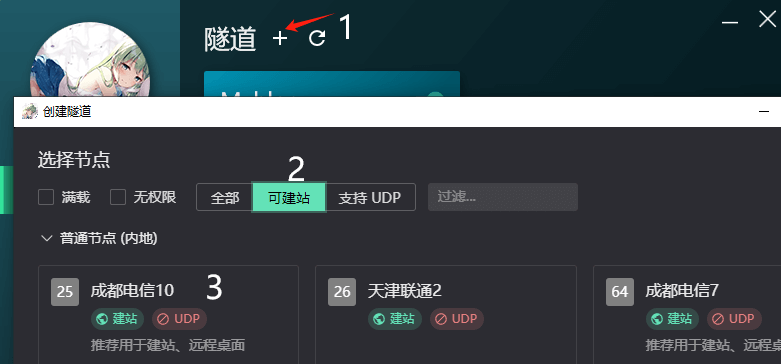 隧道 + 1
创建隧道
选择节点
2
满载 无权限 全部 可建站 支持 UDP 过滤...
普通节点 (内地)
25 成都电信10 3
建站 UDP
推荐用于建站、远程桌面
26 天津联通2
建站 UDP
64 成都电信7
建站 UDP
推荐用于建站、远程桌